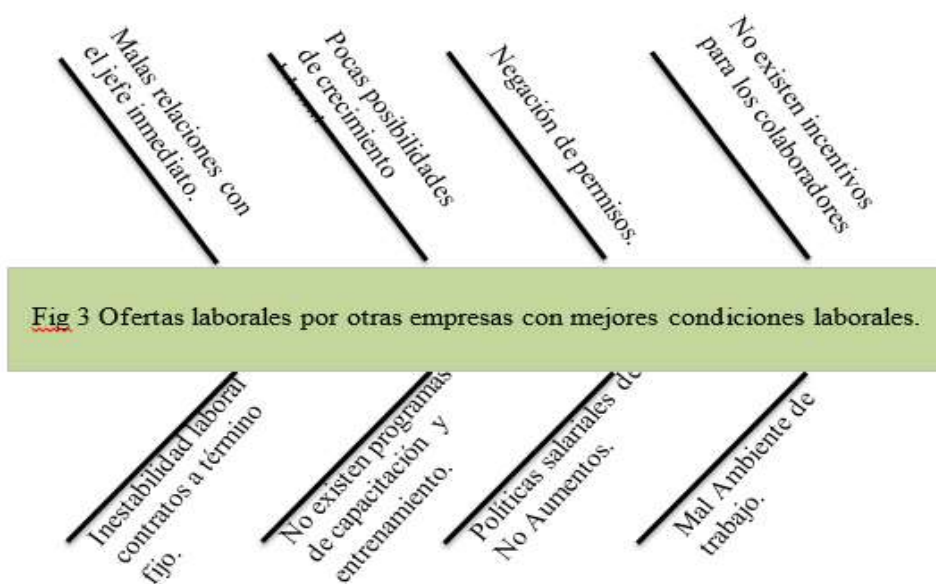 Malas relaciones con
el jefe inmediato.
Pocas posibilidades
de crecimiento
Negación de permisos.
No existen incentivos
para los colaboradores
Fig 3 Ofertas laborales por otras empresas con mejores condiciones laborales.
Inestabilidad laboral
contratos a término
fijo.
No existen programas
de capacitación y
entrenamiento.
Políticas salariales de
No Aumentos.
Mal Ambiente de
trabajo.